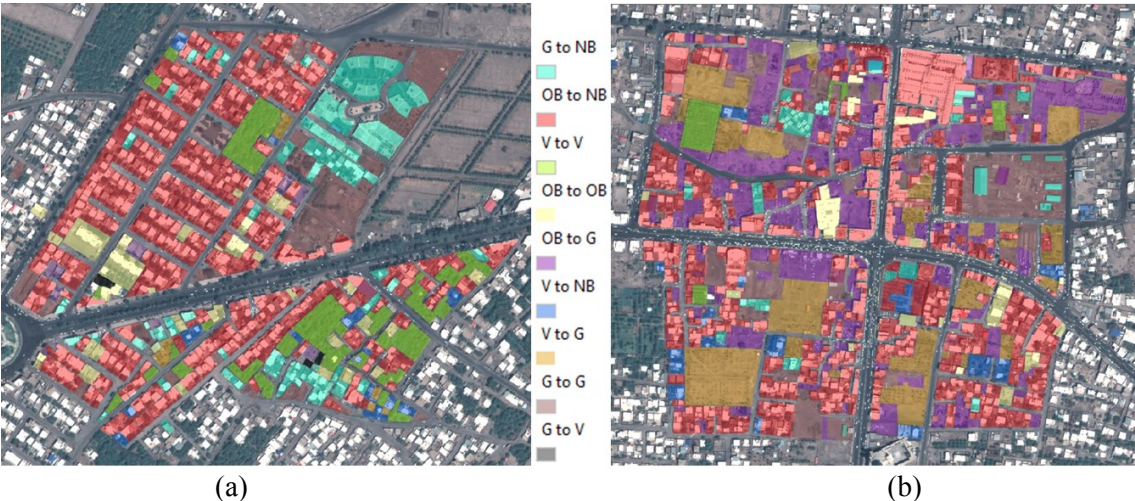 G to NB
OB to NB
V to V
OB to OB
OB to G
V to NB
V to G
G to G
G to V
(a)
(b)